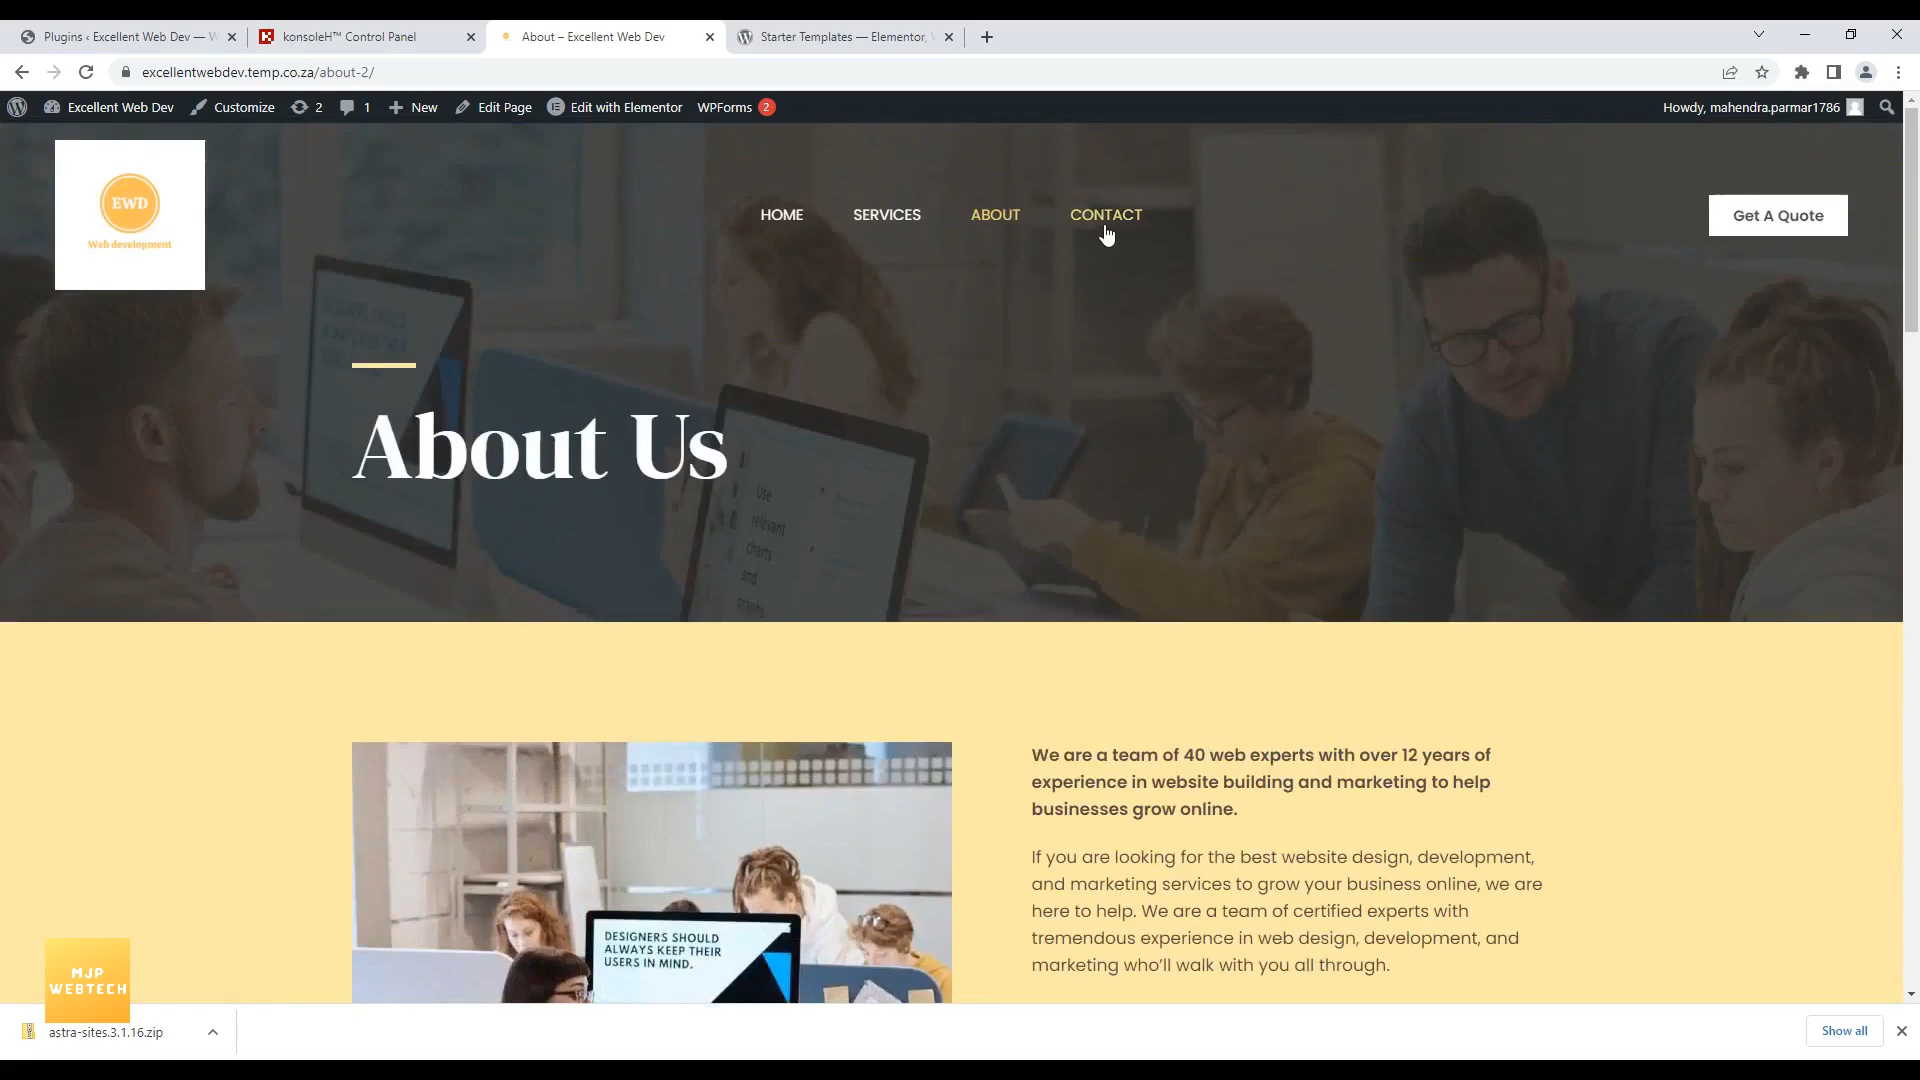 Plugins ‹ Excellent Web Dev — W
konsoleH™ Control Panel
About – Excellent Web Dev
Starter Templates — Elementor,
excellentwebdev.temp.co.za/about-2/
Excellent Web Dev
Customize
2
1
New
Edit Page
Edit with Elementor
WPForms 2
Howdy, mahendra.parmar1786
EWD
Web development
HOME
SERVICES
ABOUT
CONTACT
Get A Quote
About Us
Use
relevant
charts
and
graphs
We are a team of 40 web experts with over 12 years of
experience in website building and marketing to help
businesses grow online.
If you are looking for the best website design, development,
and marketing services to grow your business online, we are
here to help. We are a team of certified experts with
tremendous experience in web design, development, and
marketing who’ll walk with you all through.
DESIGNERS SHOULD
ALWAYS KEEP THEIR
USERS IN MIND.
MJP
WEBTECH
astra-sites.3.1.16.zip
Show all